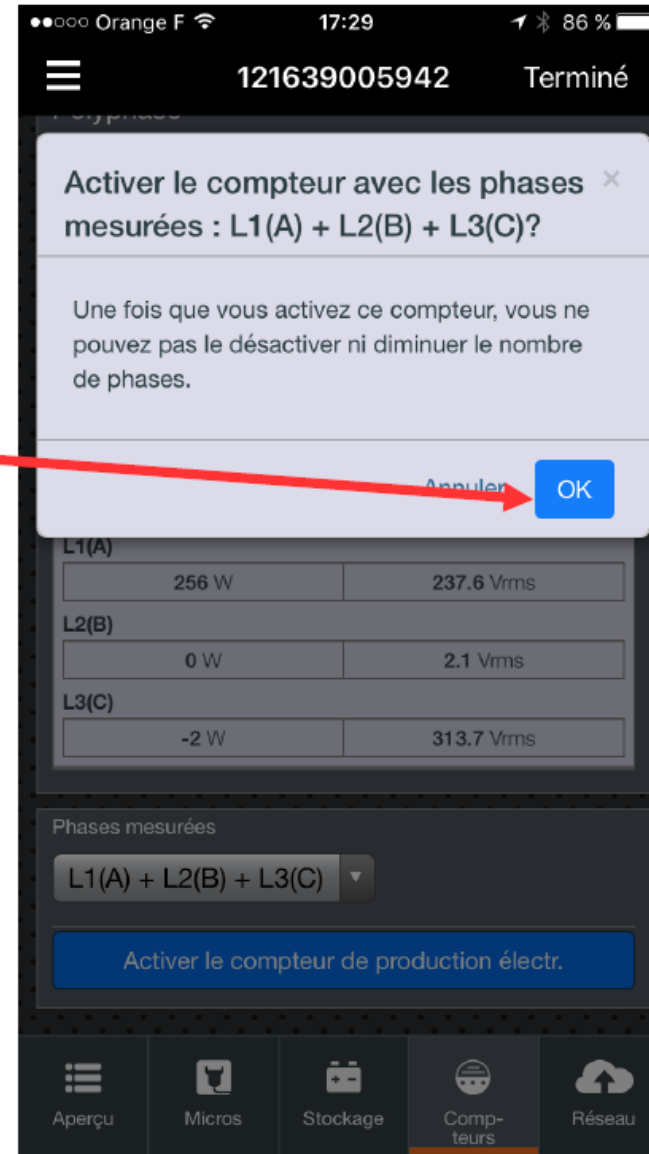 Orange F 17:29 86 %
121639005942 Terminé
Polyphase
Activer le compteur avec les phases ×
mesurées : L1(A) + L2(B) + L3(C)?
Une fois que vous activez ce compteur, vous ne
pouvez pas le désactiver ni diminuer le nombre
de phases.
Annuler OK
L1(A)
256 W 237.6 Vrms
L2(B)
0 W 2.1 Vrms
L3(C)
-2 W 313.7 Vrms
Phases mesurées
L1(A) + L2(B) + L3(C)
Activer le compteur de production électr.
Aperçu Micros Stockage Comp- Réseau
teurs